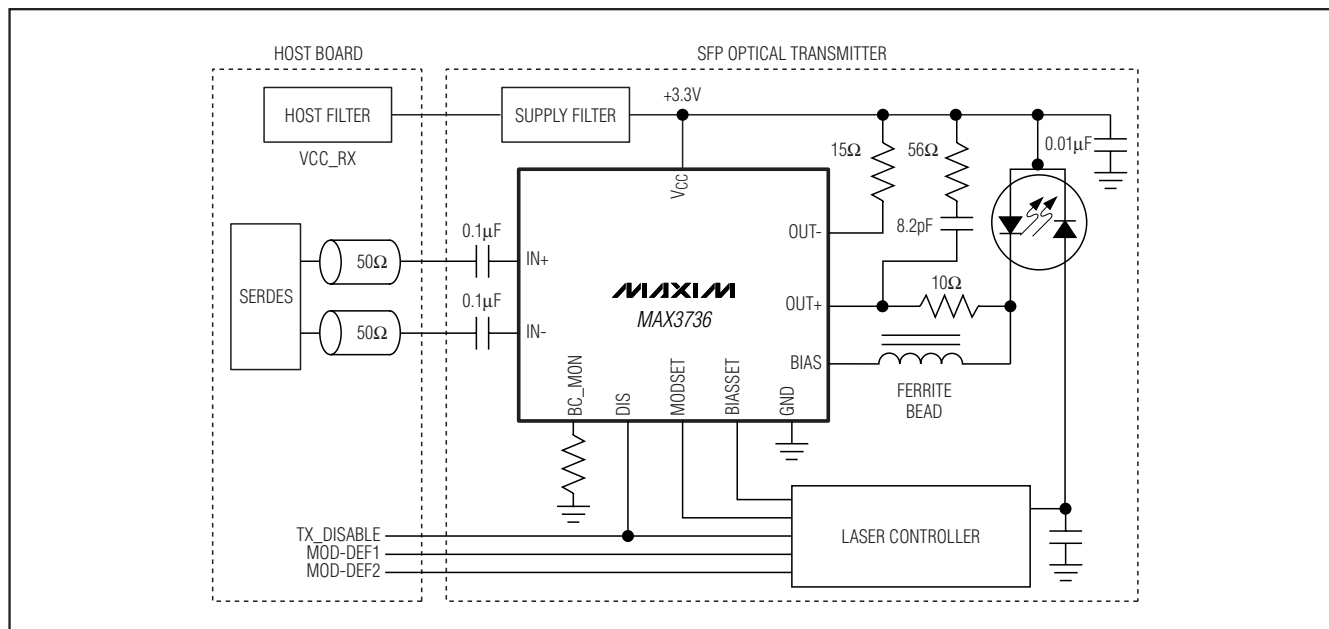 HOST BOARD
SFP OPTICAL TRANSMITTER
HOST FILTER
VCC_RX
SUPPLY FILTER
+3.3V
15Ω
56Ω
0.01µF
VCC
8.2pF
OUT-
SERDES
50Ω
50Ω
0.1µF
0.1µF
IN+
IN-
MAXIM
MAX3736
OUT+
10Ω
BIAS
FERRITE
BEAD
BC_MON
DIS
MODSET
BIASSET
GND
TX_DISABLE
MOD-DEF1
MOD-DEF2
LASER CONTROLLER